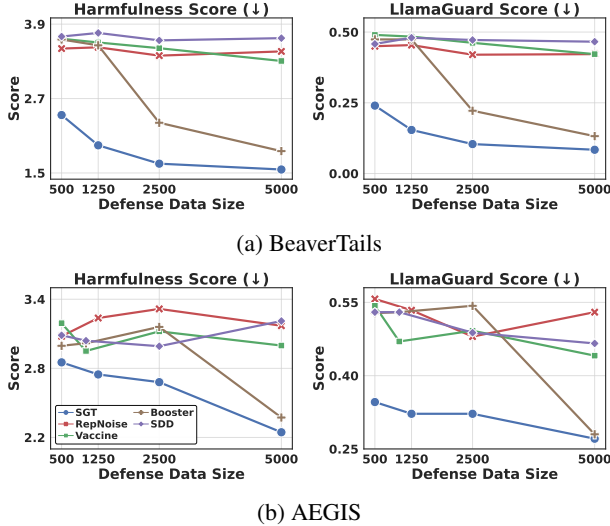 Harmfulness Score (↓)
3.9
2.7
1.5
Score
500 1250 2500 5000
Defense Data Size
LlamaGuard Score (↓)
0.50
0.25
0.00
Score
500 1250 2500 5000
Defense Data Size
(a) BeaverTails
Harmfulness Score (↓)
3.4
2.8
2.2
Score
SGT
RepNoise
Vaccine
Booster
SDD
500 1250 2500 5000
Defense Data Size
LlamaGuard Score (↓)
0.55
0.40
0.25
Score
500 1250 2500 5000
Defense Data Size
(b) AEGIS